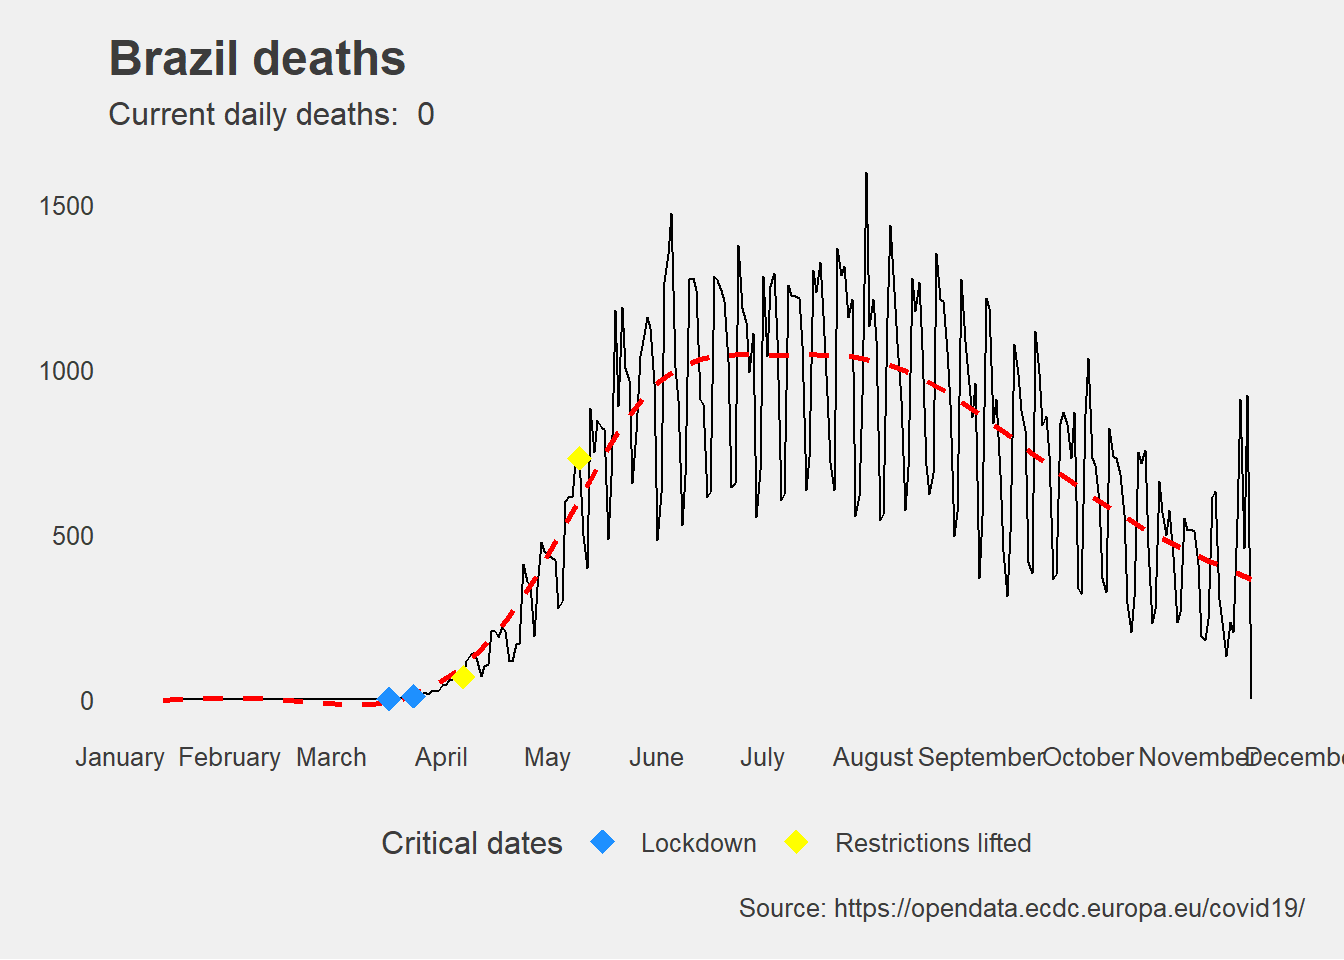 Brazil deaths
Current daily deaths: 0
1500
1000
500
0
January February March April May June July August September October November Decembe
Critical dates Lockdown Restrictions lifted
Source: https://opendata.ecdc.europa.eu/covid19/